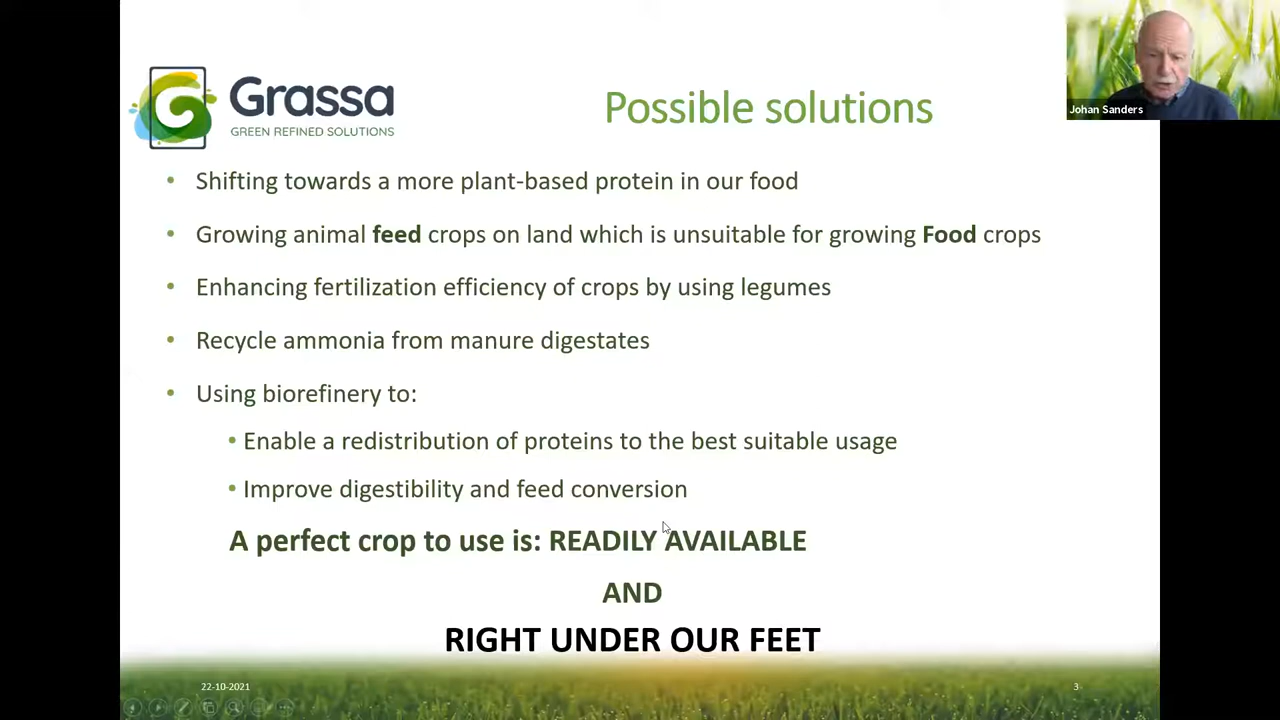 Grassa
GREEN REFINED SOLUTIONS
Possible solutions
Johan Sanders
• Shifting towards a more plant-based protein in our food
• Growing animal feed crops on land which is unsuitable for growing Food crops
• Enhancing fertilization efficiency of crops by using legumes
• Recycle ammonia from manure digestates
• Using biorefinery to:
• Enable a redistribution of proteins to the best suitable usage
• Improve digestibility and feed conversion
A perfect crop to use is: READILY AVAILABLE
AND
RIGHT UNDER OUR FEET
22-10-2021
3